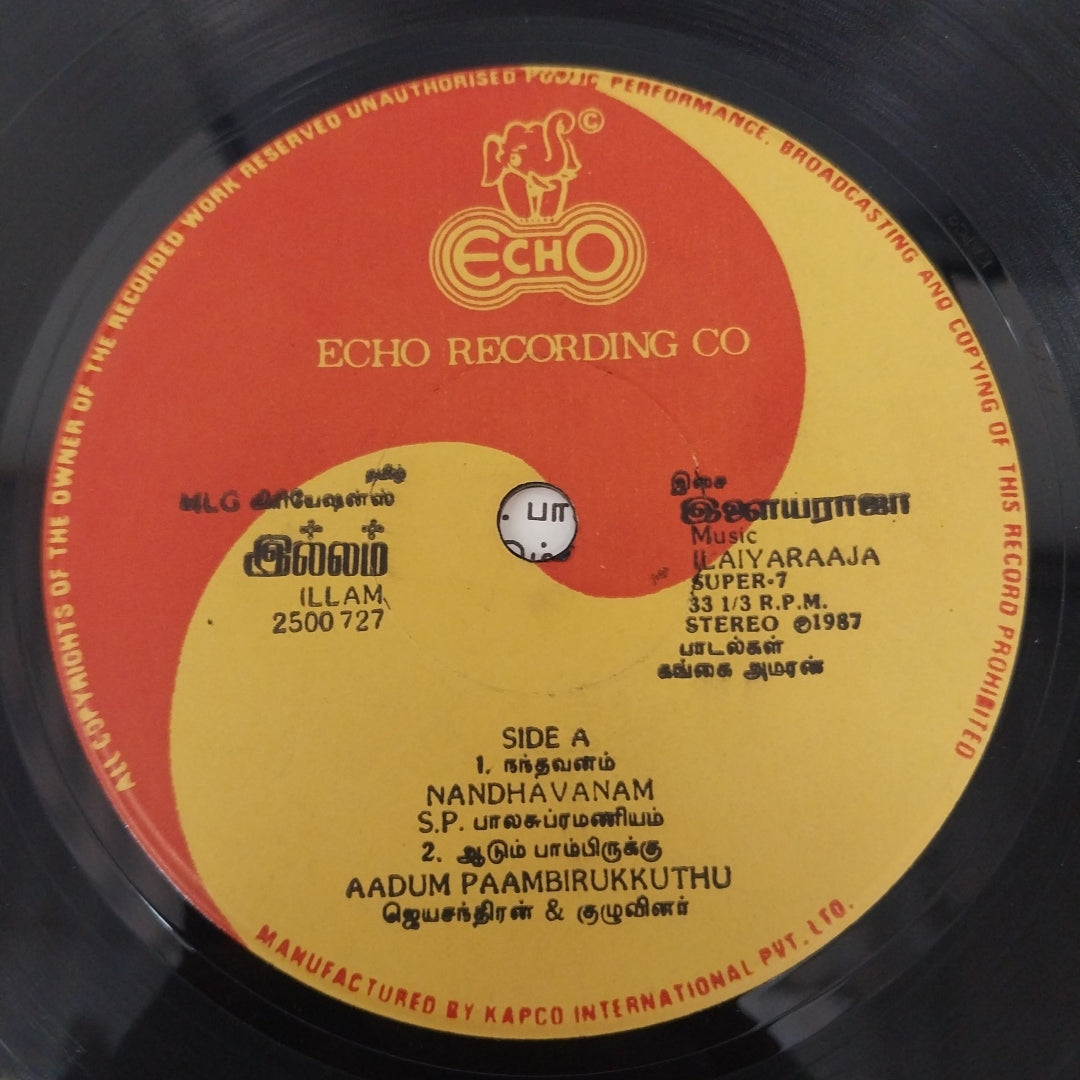 ALL COPYRIGHTS OF THE OWNER OF THE RECORDED WORK RESERVED UNAUTHORISED PUBLIC PERFORMANCE. BROADCASTING AND COPYING OF THIS RECORD PROHIBITED
©
ECHO
ECHO RECORDING CO
தமிழ்
MLG கிரியேஷன்ஸ்
இல்லம்
ILLAM
2500 727
. பா
இசை
இளையராஜா
Music
ILAIYARAAJA
SUPER-7
33 1/3 R.P.M.
STEREO ℗1987
பாடல்கள்
கங்கை அமரன்
SIDE A
1. நந்தவனம்
NANDHAVANAM
S.P. பாலசுப்ரமணியம்
2. ஆடும் பாம்பிருக்கு
AADUM PAAMBIRUKKUTHU
ஜெயசந்திரன் & குழுவினர்
MANUFACTURED BY KAPCO INTERNATIONAL PVT. LTD.